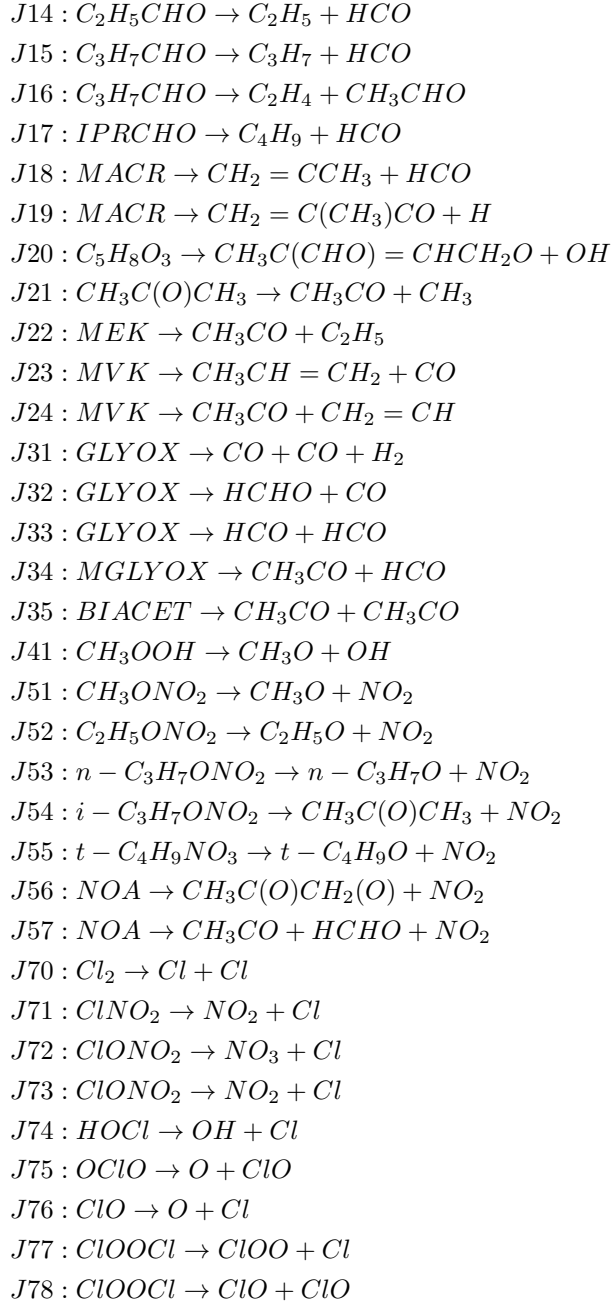 J14 : C₂H₅CHO → C₂H₅ + HCO
J15 : C₃H₇CHO → C₃H₇ + HCO
J16 : C₃H₇CHO → C₂H₄ + CH₃CHO
J17 : IPRCHO → C₄H₉ + HCO
J18 : MACR → CH₂ = CCH₃ + HCO
J19 : MACR → CH₂ = C(CH₃)CO + H
J20 : C₅H₈O₃ → CH₃C(CHO) = CHCH₂O + OH
J21 : CH₃C(O)CH₃ → CH₃CO + CH₃
J22 : MEK → CH₃CO + C₂H₅
J23 : MVK → CH₃CH = CH₂ + CO
J24 : MVK → CH₃CO + CH₂ = CH
J31 : GLYOX → CO + CO + H₂
J32 : GLYOX → HCHO + CO
J33 : GLYOX → HCO + HCO
J34 : MGLYOX → CH₃CO + HCO
J35 : BIACET → CH₃CO + CH₃CO
J41 : CH₃OOH → CH₃O + OH
J51 : CH₃ONO₂ → CH₃O + NO₂
J52 : C₂H₅ONO₂ → C₂H₅O + NO₂
J53 : n − C₃H₇ONO₂ → n − C₃H₇O + NO₂
J54 : i − C₃H₇ONO₂ → CH₃C(O)CH₃ + NO₂
J55 : t − C₄H₉NO₃ → t − C₄H₉O + NO₂
J56 : NOA → CH₃C(O)CH₂(O) + NO₂
J57 : NOA → CH₃CO + HCHO + NO₂
J70 : Cl₂ → Cl + Cl
J71 : ClNO₂ → NO₂ + Cl
J72 : ClONO₂ → NO₃ + Cl
J73 : ClONO₂ → NO₂ + Cl
J74 : HOCl → OH + Cl
J75 : OClO → O + ClO
J76 : ClO → O + Cl
J77 : ClOOCl → ClOO + Cl
J78 : ClOOCl → ClO + ClO